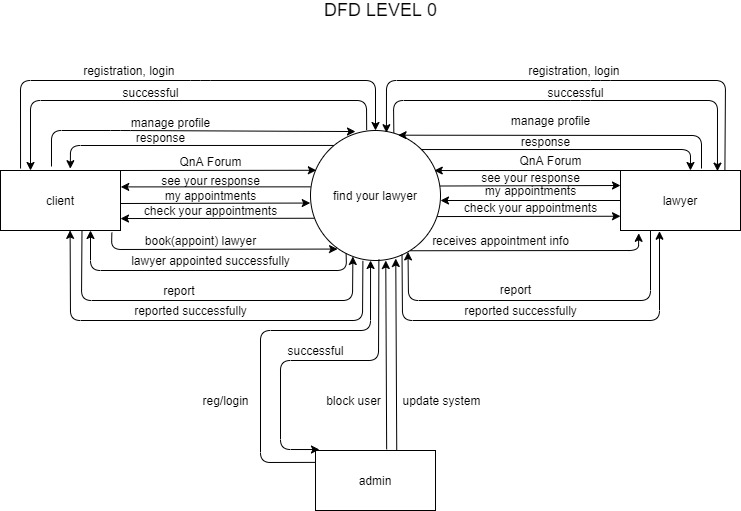 DFD LEVEL 0
registration, login
registration, login
successful
successful
manage profile
manage profile
response
response
QnA Forum
QnA Forum
see your response
see your response
my appointments
my appointments
check your appointments
check your appointments
client
find your lawyer
lawyer
book(appoint) lawyer
receives appointment info
lawyer appointed successfully
report
report
reported successfully
reported successfully
successful
reg/login
block user
update system
admin